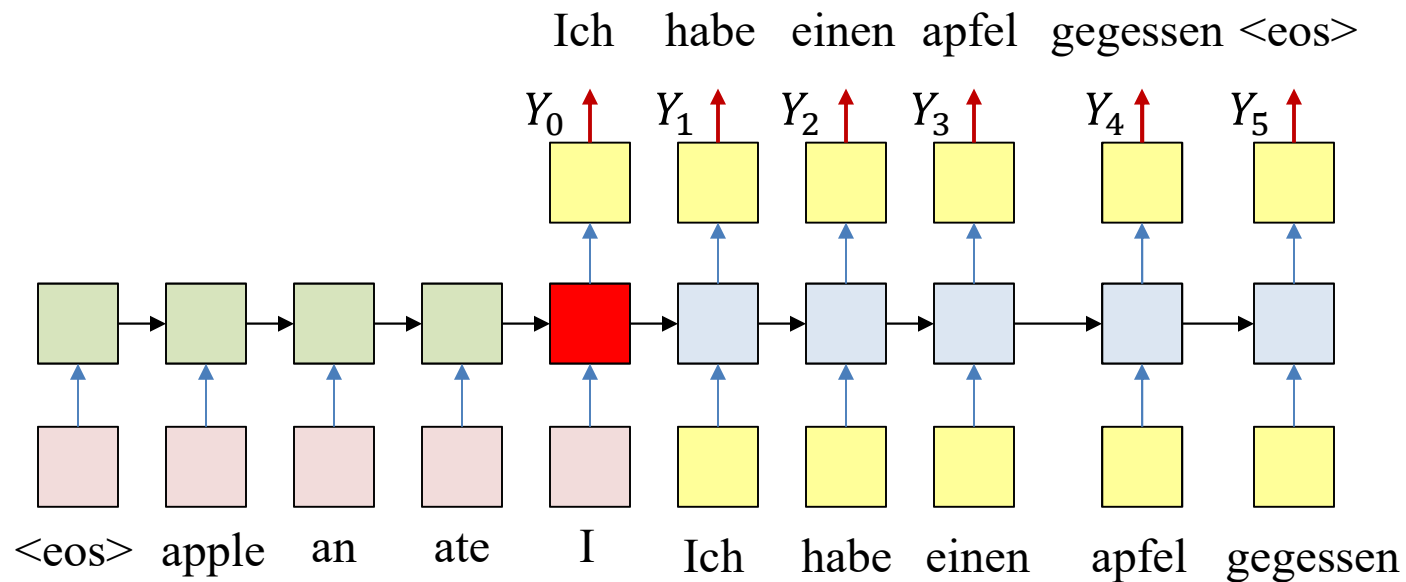 Ich habe einen apfel gegessen <eos>
Y0 Y1 Y2 Y3 Y4 Y5
<eos> apple an ate I Ich habe einen apfel gegessen